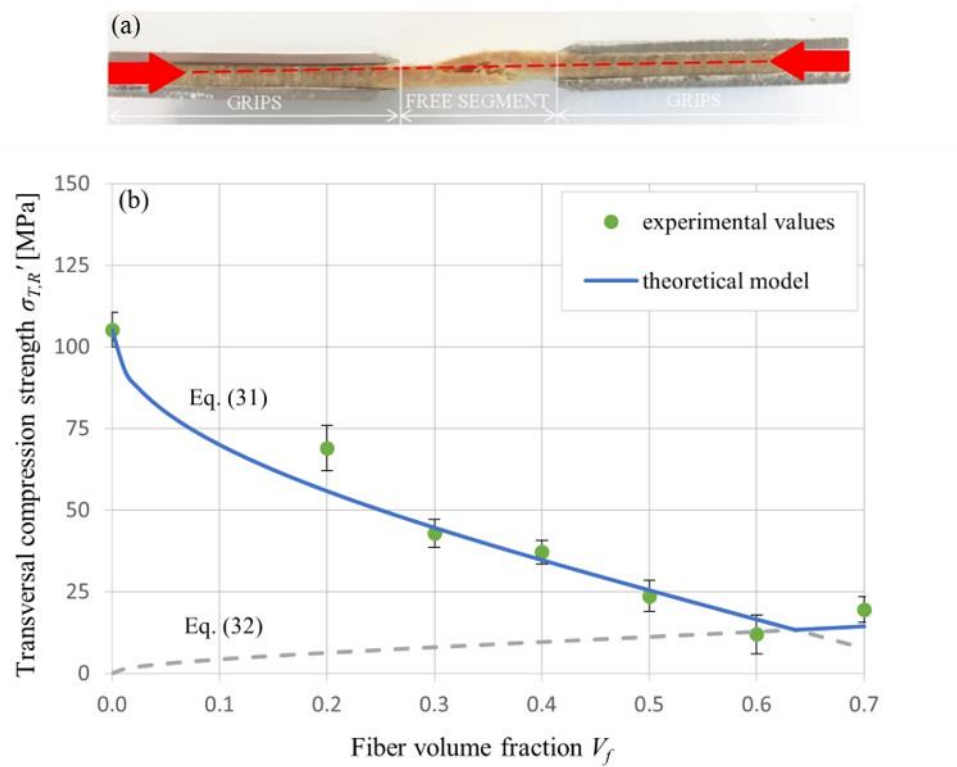 (a)
GRIPS
FREE SEGMENT
GRIPS
(b)
Transversal compression strength σT,R′ [MPa]
150
125
100
75
50
25
0
experimental values
theoretical model
Eq. (31)
Eq. (32)
0.0 0.1 0.2 0.3 0.4 0.5 0.6 0.7
Fiber volume fraction Vf